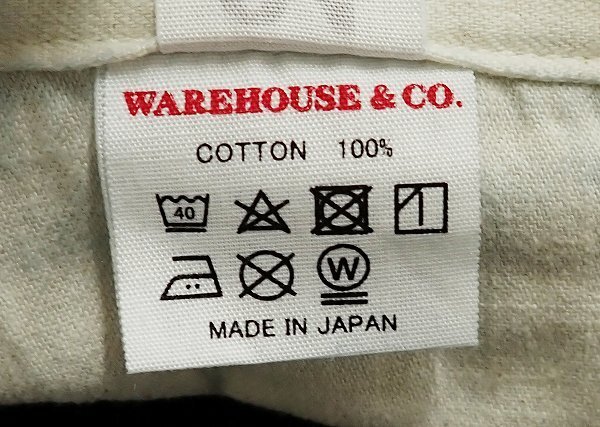 WAREHOUSE & CO.
COTTON 100%
40
W
MADE IN JAPAN